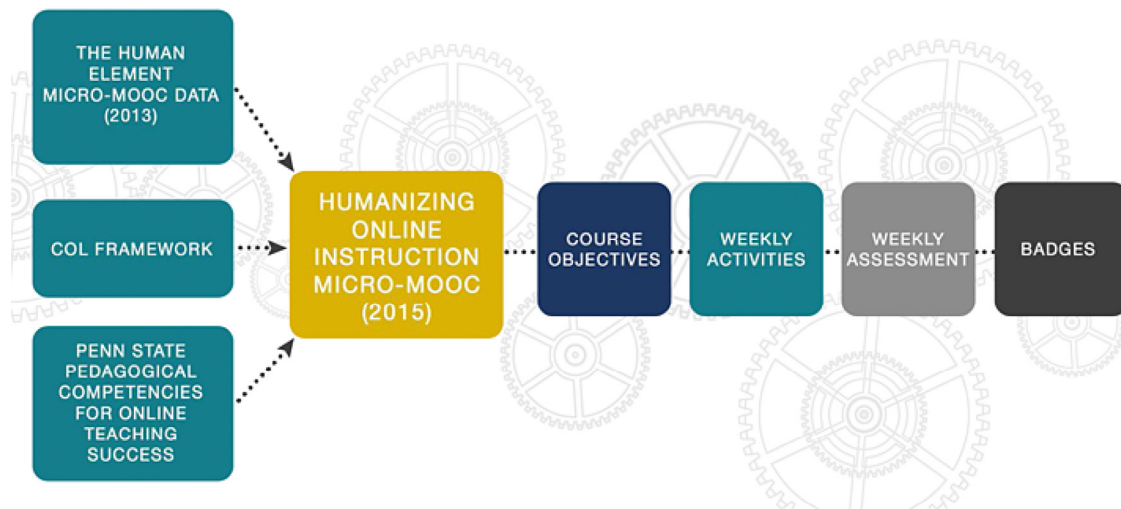 THE HUMAN
ELEMENT
MICRO-MOOC DATA
(2013)
COL FRAMEWORK
PENN STATE
PEDAGOGICAL
COMPETENCIES
FOR ONLINE
TEACHING
SUCCESS
HUMANIZING
ONLINE
INSTRUCTION
MICRO-MOOC
(2015)
COURSE
OBJECTIVES
WEEKLY
ACTIVITIES
WEEKLY
ASSESSMENT
BADGES